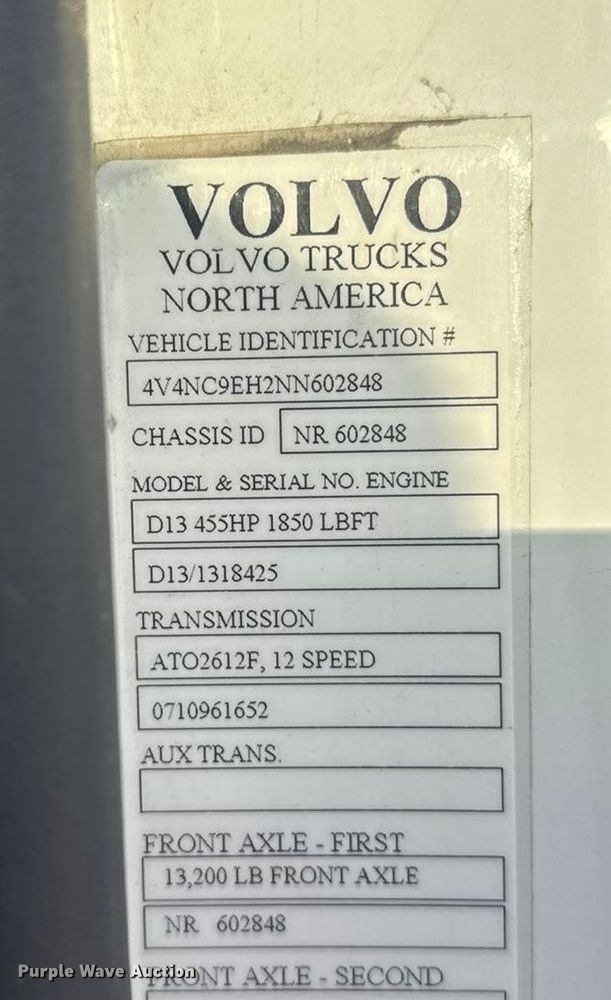 VOLVO
VOLVO TRUCKS
NORTH AMERICA
VEHICLE IDENTIFICATION #
4V4NC9EH2NN602848
CHASSIS ID NR 602848
MODEL & SERIAL NO. ENGINE
D13 455HP 1850 LBFT
D13/1318425
TRANSMISSION
ATO2612F, 12 SPEED
0710961652
AUX TRANS.
FRONT AXLE - FIRST
13,200 LB FRONT AXLE
NR 602848
FRONT AXLE - SECOND
Purple Wave Auction